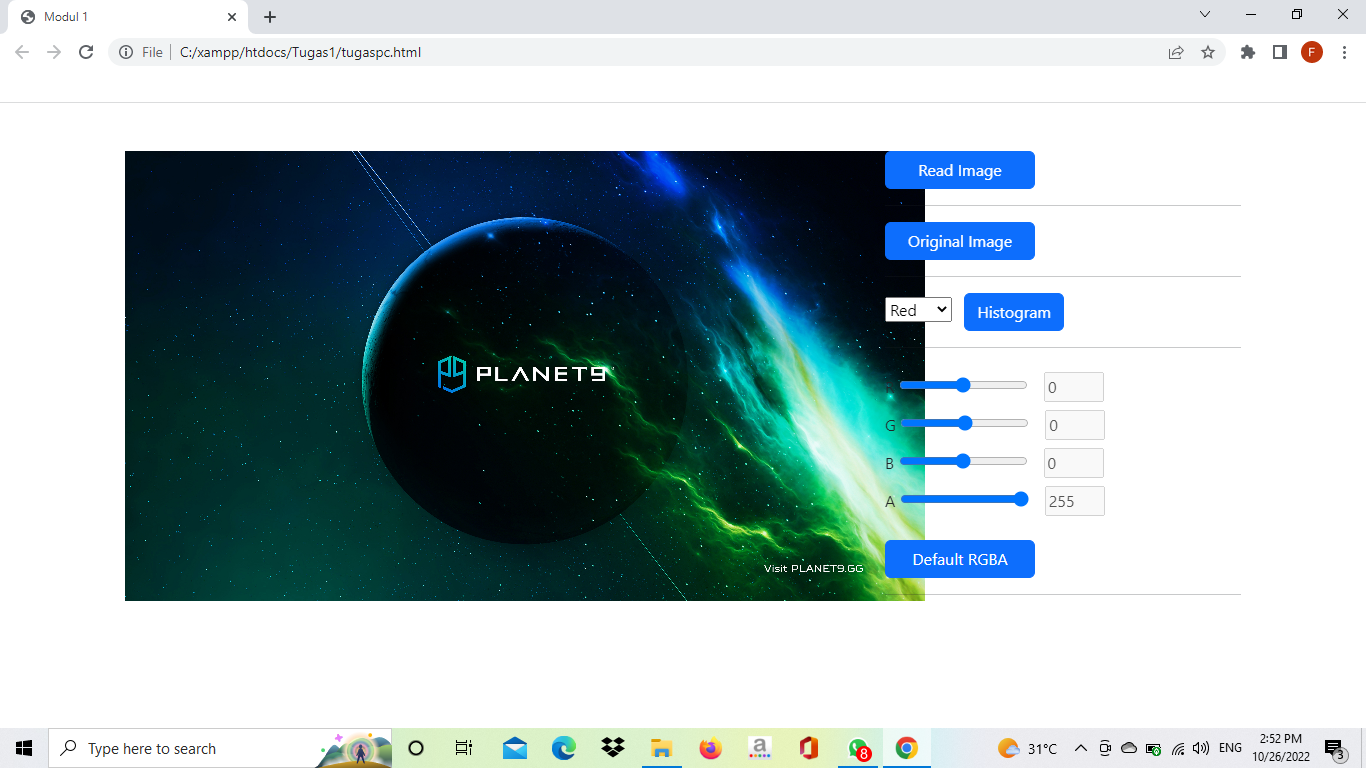 Modul 1
File
C:/xampp/htdocs/Tugas1/tugaspc.html
F
Read Image
Original Image
Red
Histogram
PLANET9
0
G
0
B
0
A
255
Default RGBA
Visit PLANET9.GG
Type here to search
a
8
31°C
ENG
2:52 PM
10/26/2022
3